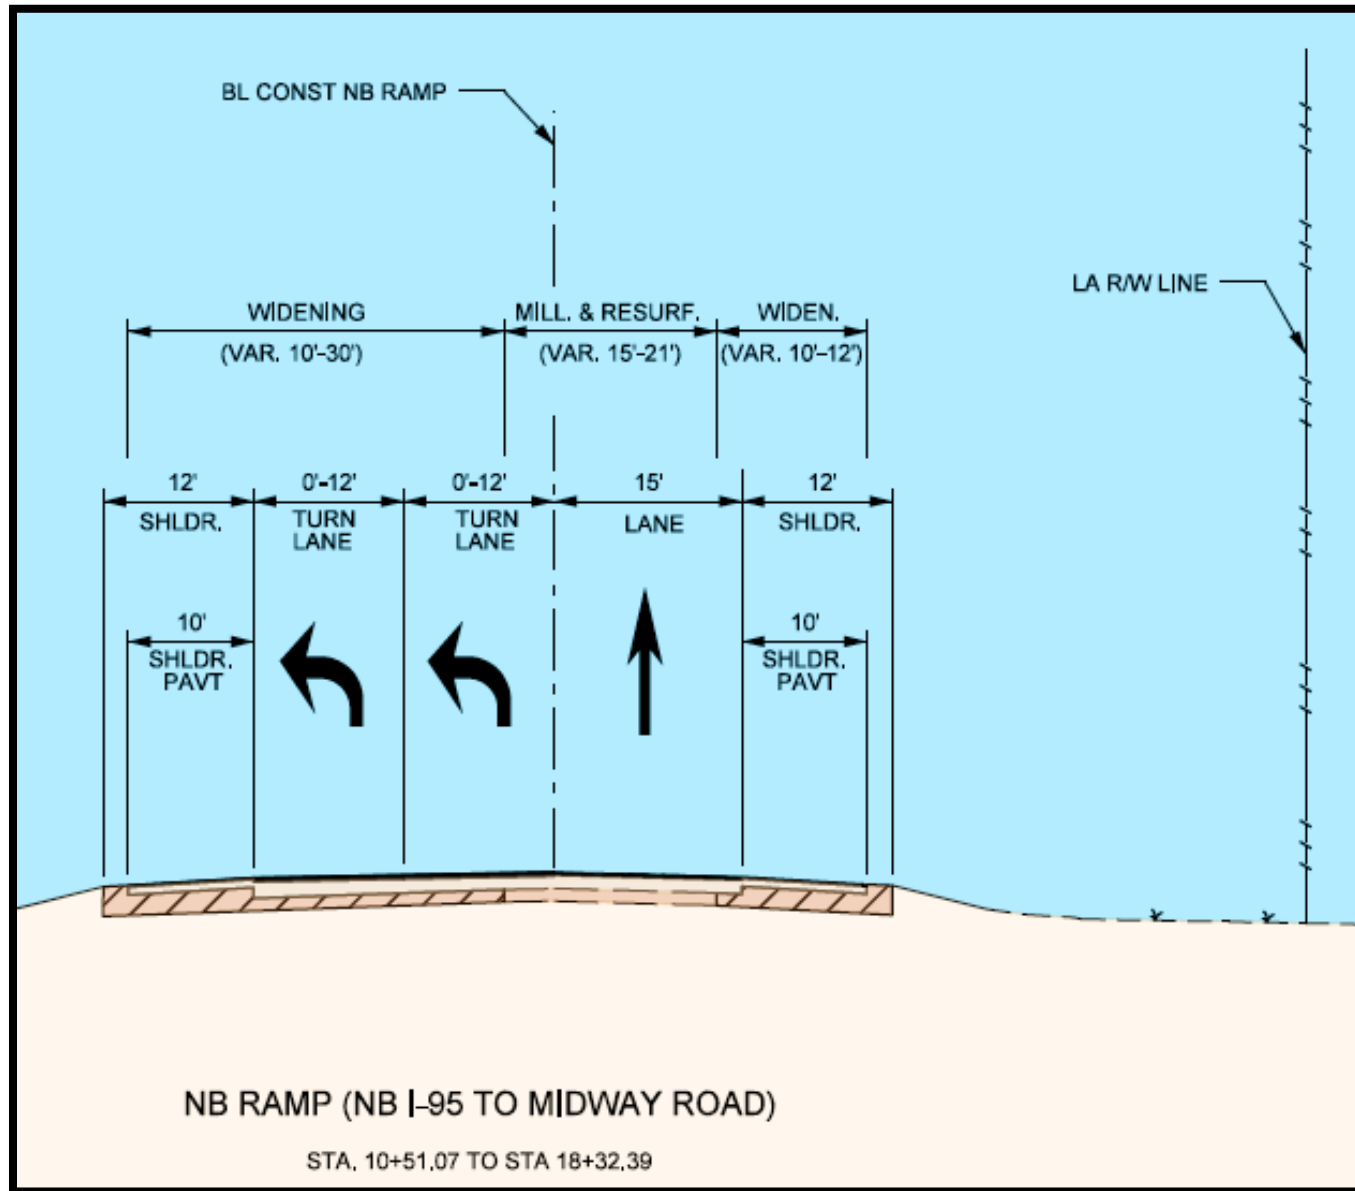 BL CONST NB RAMP
LA R/W LINE
WIDENING
(VAR. 10'-30')
MILL. & RESURF.
(VAR. 15'-21')
WIDEN.
(VAR. 10'-12')
12'
SHLDR.
0'-12'
TURN
LANE
0'-12'
TURN
LANE
15'
LANE
12'
SHLDR.
10'
SHLDR.
PAVT
10'
SHLDR.
PAVT
NB RAMP (NB I-95 TO MIDWAY ROAD)
STA. 10+51.07 TO STA 18+32.39